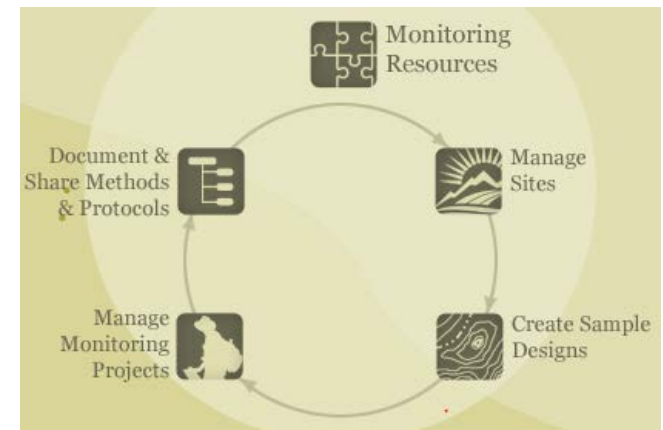 Monitoring
Resources
Document &
Share Methods
& Protocols
Manage
Sites
Manage
Monitoring
Projects
Create Sample
Designs